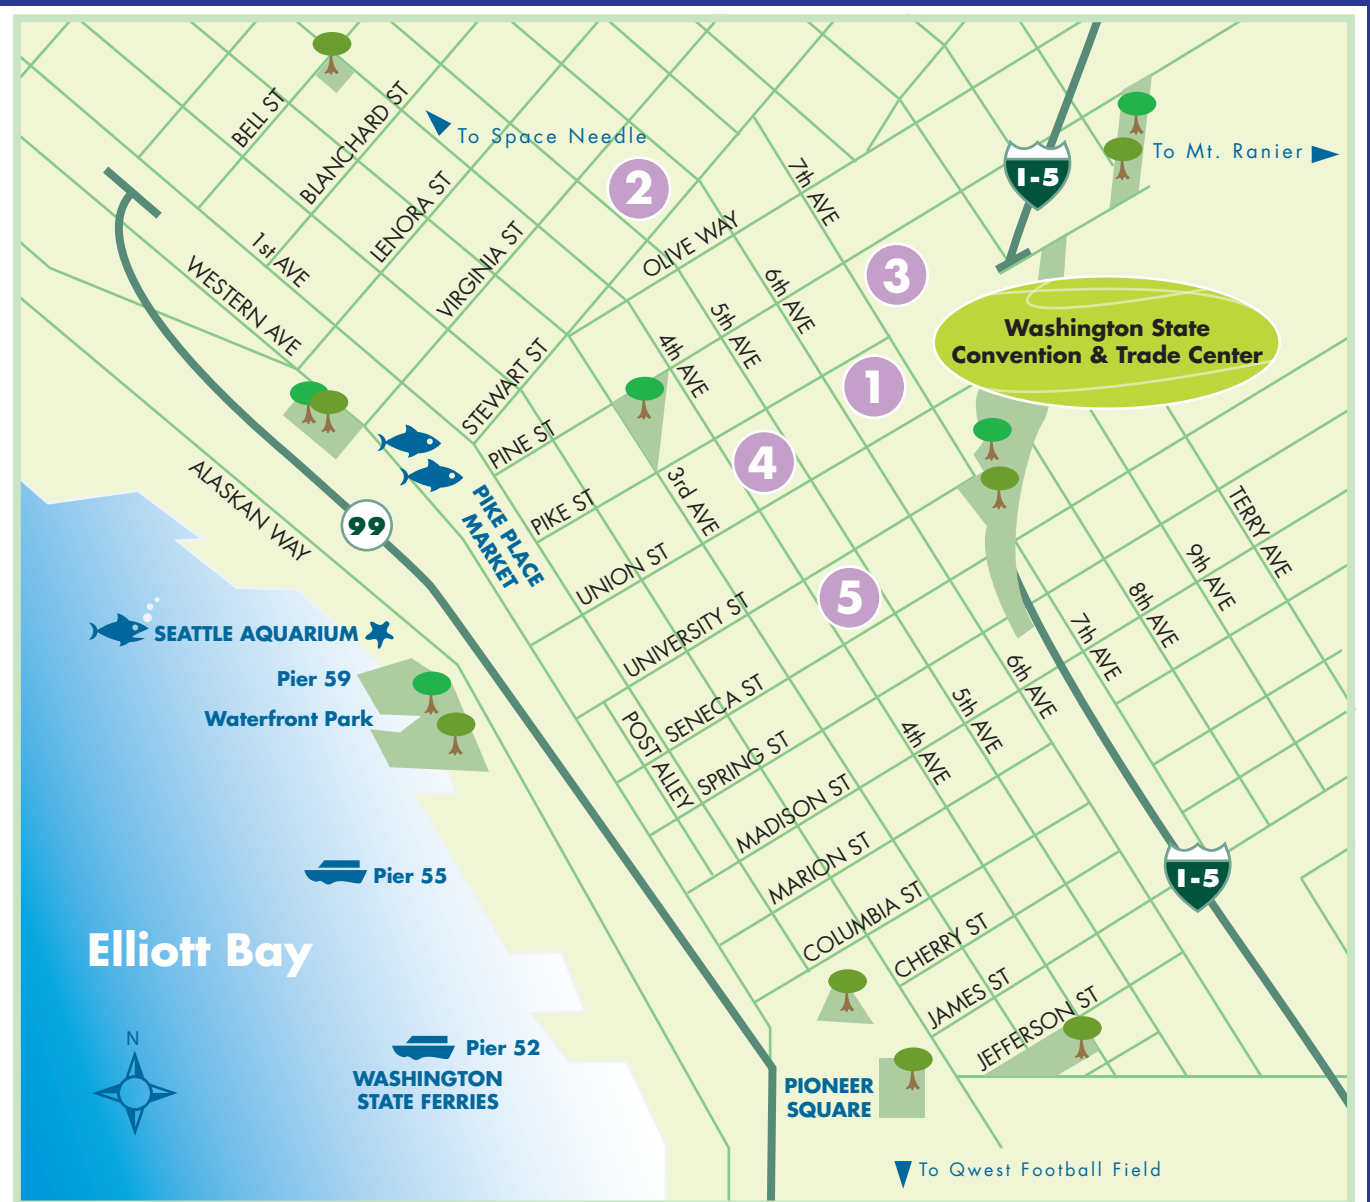 BELL ST
BLANCHARD ST
To Space Needle
LENORA ST
VIRGINIA ST
1st AVE
WESTERN AVE
2
OLIVE WAY
7th AVE
I-5
To Mt. Ranier
3
6th AVE
5th AVE
4th AVE
Washington State
Convention & Trade Center
1
STEWART ST
PINE ST
4
PIKE ST
3rd AVE
ALASKAN WAY
99
PIKE PLACE
MARKET
UNION ST
UNIVERSITY ST
5
TERRY AVE
9th AVE
8th AVE
7th AVE
6th AVE
5th AVE
4th AVE
SEATTLE AQUARIUM
Pier 59
Waterfront Park
POST ALLEY
SENECA ST
SPRING ST
MADISON ST
MARION ST
COLUMBIA ST
CHERRY ST
JAMES ST
JEFFERSON ST
I-5
Pier 55
Elliott Bay
N
Pier 52
WASHINGTON
STATE FERRIES
PIONEER
SQUARE
To Qwest Football Field